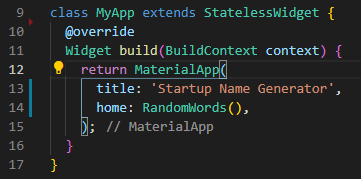 9 class MyApp extends StatelessWidget {
10   @override
11   Widget build(BuildContext context) {
12     return MaterialApp(
13       title: 'Startup Name Generator',
14       home: RandomWords(),
15     ); // MaterialApp
16   }
17 }